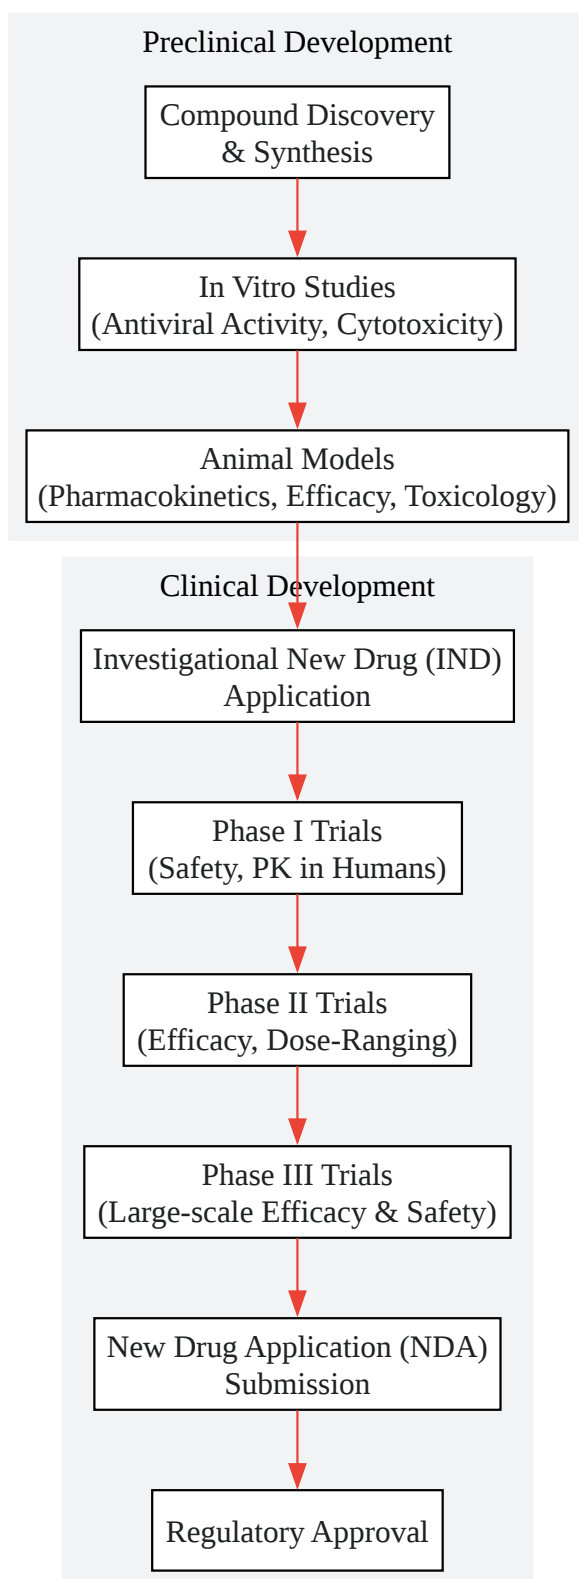 Preclinical Development
Compound Discovery
& Synthesis
In Vitro Studies
(Antiviral Activity, Cytotoxicity)
Animal Models
(Pharmacokinetics, Efficacy, Toxicology)
Clinical Development
Investigational New Drug (IND)
Application
Phase I Trials
(Safety, PK in Humans)
Phase II Trials
(Efficacy, Dose-Ranging)
Phase III Trials
(Large-scale Efficacy & Safety)
New Drug Application (NDA)
Submission
Regulatory Approval